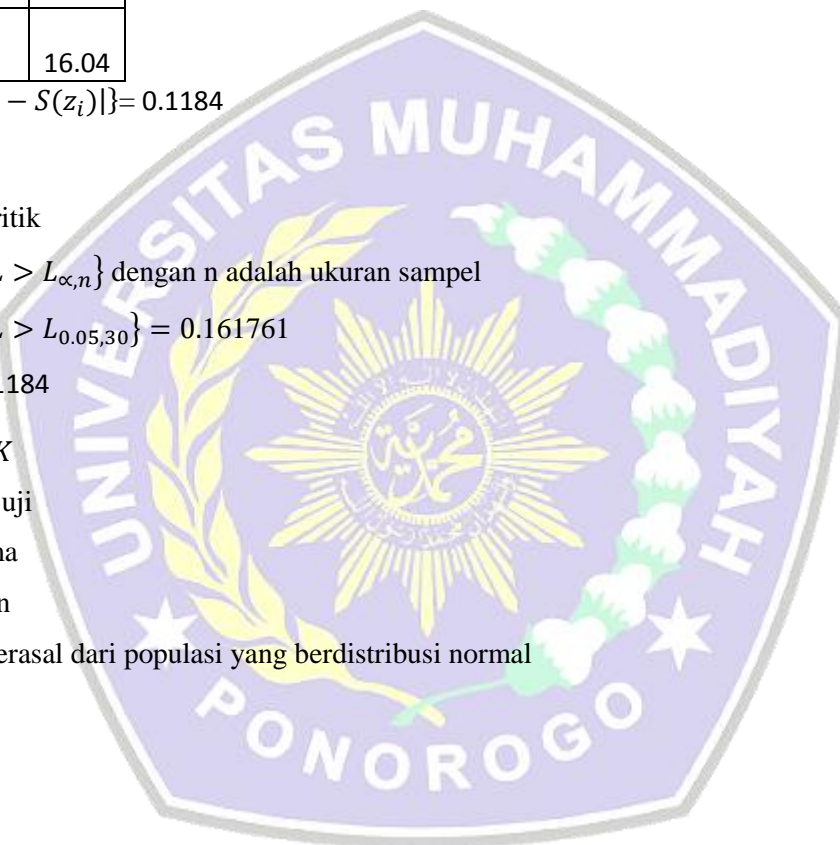 16.04
− S(zᵢ)|}= 0.1184
ritik
> L∝,n} dengan n adalah ukuran sampel
> L0.05,30} = 0.161761
184
K
uji
na
n
erasal dari populasi yang berdistribusi normal
UNIVERSITAS MUHAMMADIYAH
PONOROGO